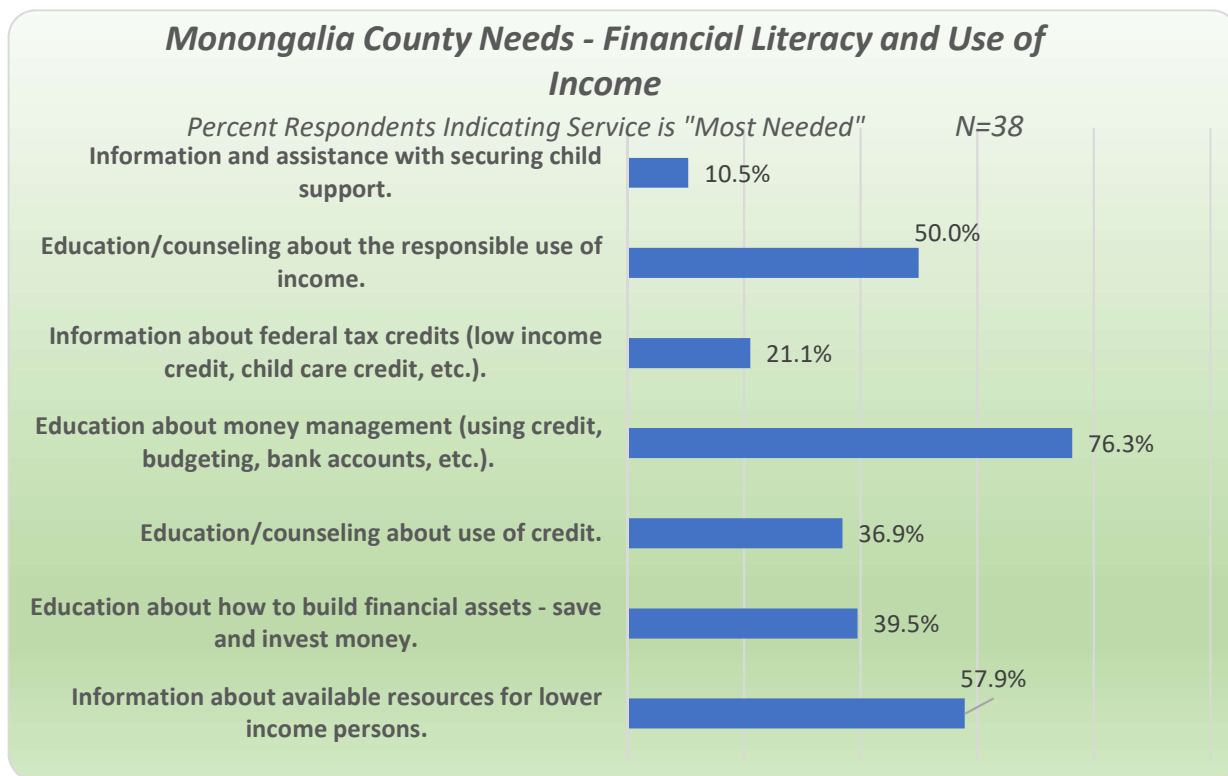 Monongalia County Needs - Financial Literacy and Use of
Income
Percent Respondents Indicating Service is "Most Needed" N=38
Information and assistance with securing child
support.
10.5%
Education/counseling about the responsible use of
income.
50.0%
Information about federal tax credits (low income
credit, child care credit, etc.).
21.1%
Education about money management (using credit,
budgeting, bank accounts, etc.).
76.3%
Education/counseling about use of credit.
36.9%
Education about how to build financial assets - save
and invest money.
39.5%
Information about available resources for lower
income persons.
57.9%